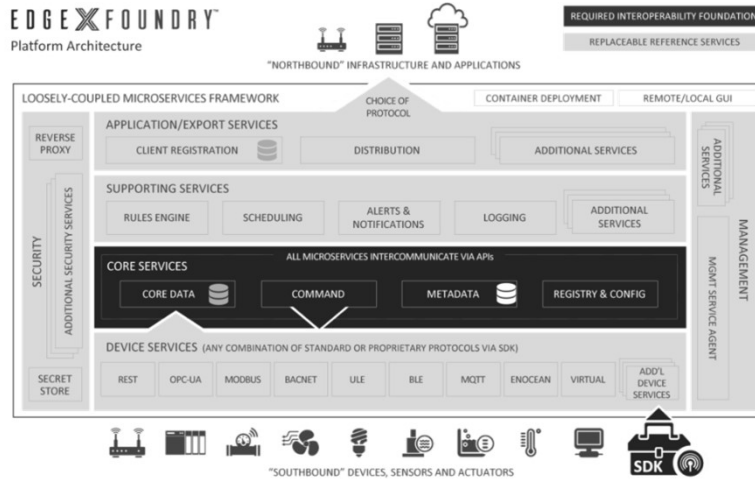 EDGE X FOUNDRY™
Platform Architecture
REQUIRED INTEROPERABILITY FOUNDATION
REPLACEABLE REFERENCE SERVICES
"NORTHBOUND" INFRASTRUCTURE AND APPLICATIONS
LOOSELY-COUPLED MICROSERVICES FRAMEWORK
CHOICE OF
PROTOCOL
CONTAINER DEPLOYMENT
REMOTE/LOCAL GUI
REVERSE
PROXY
SECURITY
ADDITIONAL SECURITY SERVICES
SECRET
STORE
APPLICATION/EXPORT SERVICES
CLIENT REGISTRATION
DISTRIBUTION
ADDITIONAL SERVICES
SUPPORTING SERVICES
RULES ENGINE
SCHEDULING
ALERTS &
NOTIFICATIONS
LOGGING
ADDITIONAL
SERVICES
ALL MICROSERVICES INTERCOMMUNICATE VIA APIs
CORE SERVICES
CORE DATA
COMMAND
METADATA
REGISTRY & CONFIG
DEVICE SERVICES (ANY COMBINATION OF STANDARD OR PROPRIETARY PROTOCOLS VIA SDK)
REST
OPC-UA
MODBUS
BACNET
ULE
BLE
MQTT
ENOCEAN
VIRTUAL
ADD'L
DEVICE
SERVICES
ADDITIONAL
SERVICES
MGMT SERVICE AGENT
MANAGEMENT
SDK
"SOUTHBOUND" DEVICES, SENSORS AND ACTUATORS